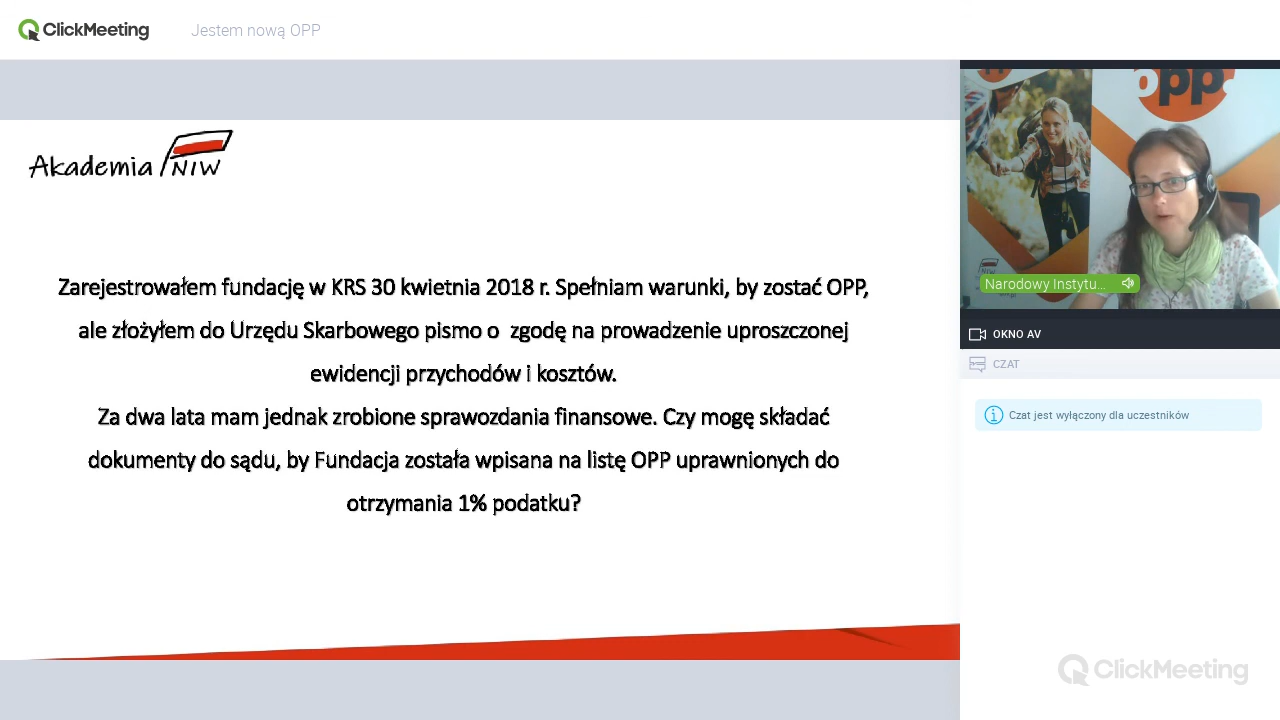 ClickMeeting
Jestem nową OPP
Akademia NIW
opp.
Narodowy Instytu...
OKNO AV
CZAT
Czat jest wyłączony dla uczestników
Zarejestrowałem fundację w KRS 30 kwietnia 2018 r. Spełniam warunki, by zostać OPP,
ale złożyłem do Urzędu Skarbowego pismo o zgodę na prowadzenie uproszczonej
ewidencji przychodów i kosztów.
Za dwa lata mam jednak zrobione sprawozdania finansowe. Czy mogę składać
dokumenty do sądu, by Fundacja została wpisana na listę OPP uprawnionych do
otrzymania 1% podatku?
ClickMeeting